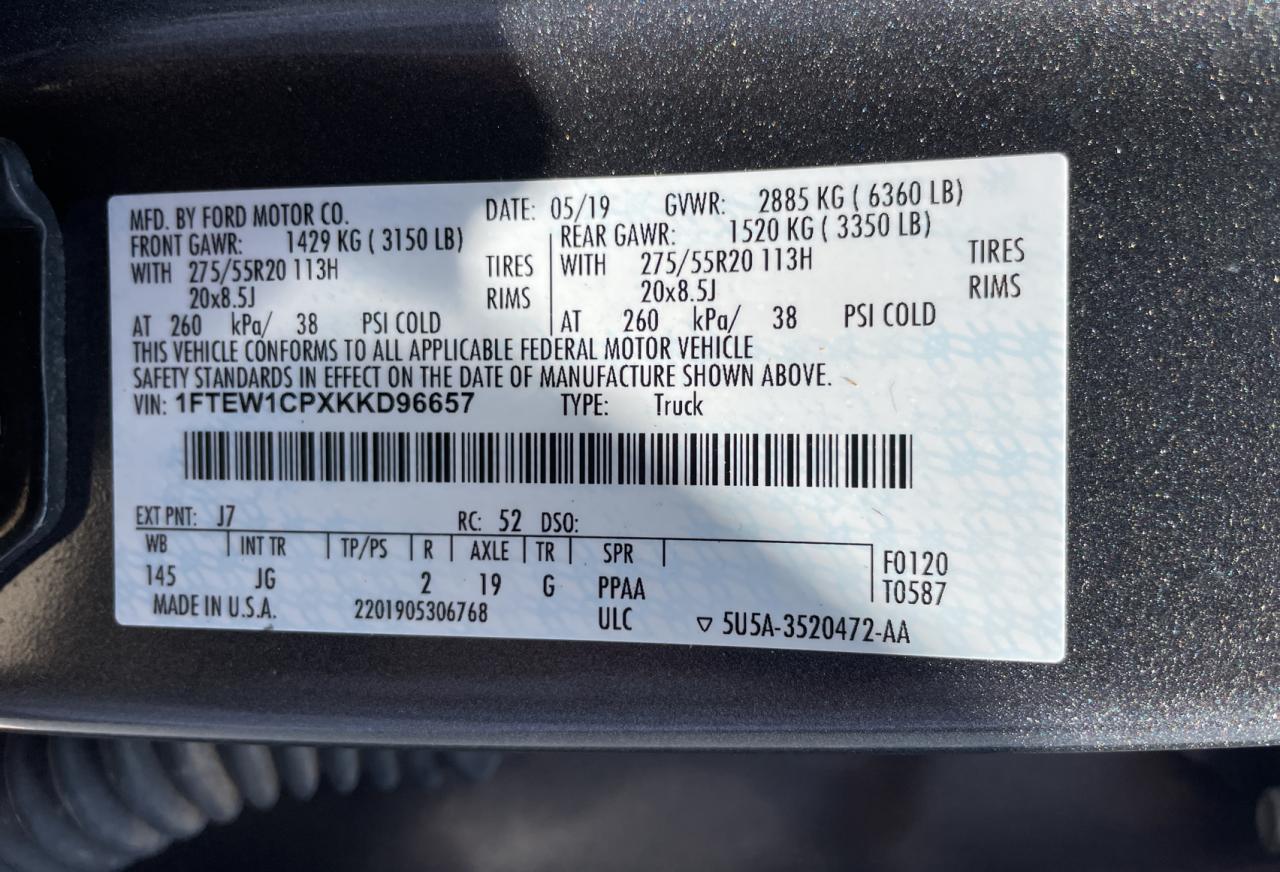 MFD. BY FORD MOTOR CO. DATE: 05/19 GVWR: 2885 KG ( 6360 LB)
FRONT GAWR: 1429 KG ( 3150 LB) REAR GAWR: 1520 KG ( 3350 LB)
WITH 275/55R20 113H TIRES WITH 275/55R20 113H TIRES
20x8.5J RIMS 20x8.5J RIMS
AT 260 kPa/ 38 PSI COLD AT 260 kPa/ 38 PSI COLD
THIS VEHICLE CONFORMS TO ALL APPLICABLE FEDERAL MOTOR VEHICLE
SAFETY STANDARDS IN EFFECT ON THE DATE OF MANUFACTURE SHOWN ABOVE.
VIN: 1FTEW1CPXKKD96657 TYPE: Truck
EXT PNT: J7 RC: 52 DSO:
WB INT TR TP/PS R AXLE TR SPR F0120
145 JG 2 19 G PPAA T0587
MADE IN U.S.A. 2201905306768 ULC ▽ 5U5A-3520472-AA